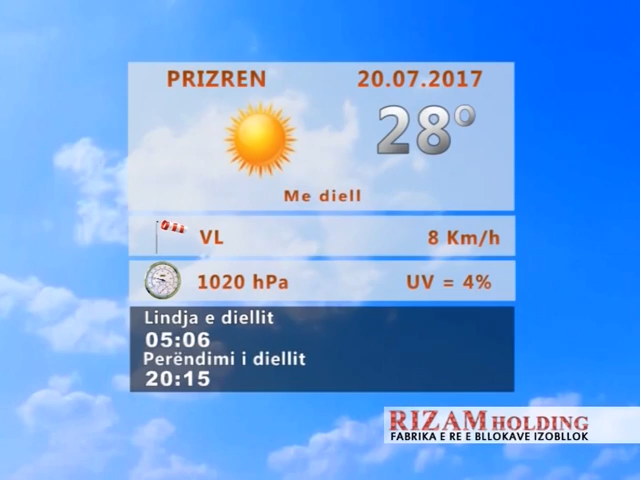 PRIZREN 20.07.2017
28°
Me diell
VL 8 Km/h
1020 hPa UV = 4%
Lindja e diellit
05:06
Perëndimi i diellit
20:15
RIZAM HOLDING
FABRIKA E RE E BLLOKAVE IZOBLLOK